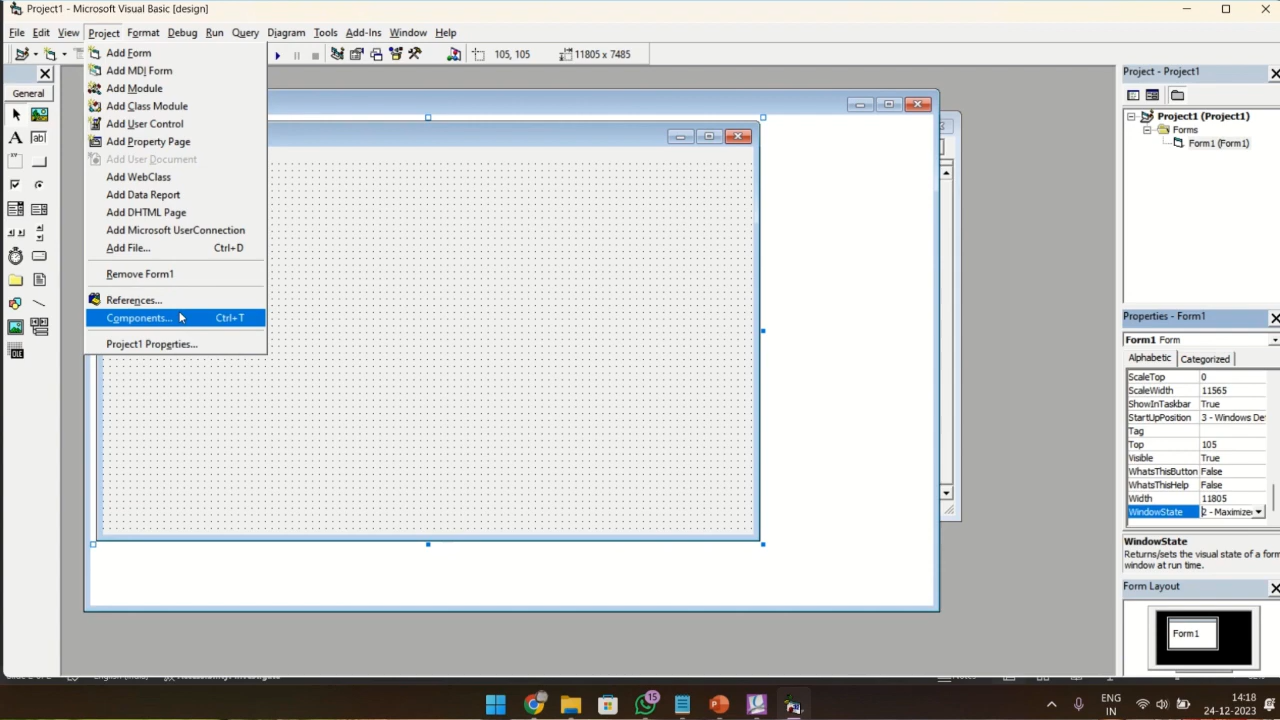 Project1 - Microsoft Visual Basic [design]
File Edit View Project Format Debug Run Query Diagram Tools Add-Ins Window Help
105, 105 11805 x 7485
General
A ab|
Add Form
Add MDI Form
Add Module
Add Class Module
Add User Control
Add Property Page
Add User Document
Add WebClass
Add Data Report
Add DHTML Page
Add Microsoft UserConnection
Add File... Ctrl+D
Remove Form1
References...
Components... Ctrl+T
Project1 Properties...
Project - Project1
Project1 (Project1)
Forms
Form1 (Form1)
Properties - Form1
Form1 Form
Alphabetic Categorized
ScaleTop 0
ScaleWidth 11565
ShowInTaskbar True
StartUpPosition 3 - Windows De
Tag
Top 105
Visible True
WhatsThisButton False
WhatsThisHelp False
Width 11805
WindowState 2 - Maximized
WindowState
Returns/sets the visual state of a form
window at run time.
Form Layout
Form1
15
ENG
IN
14:18
24-12-2023